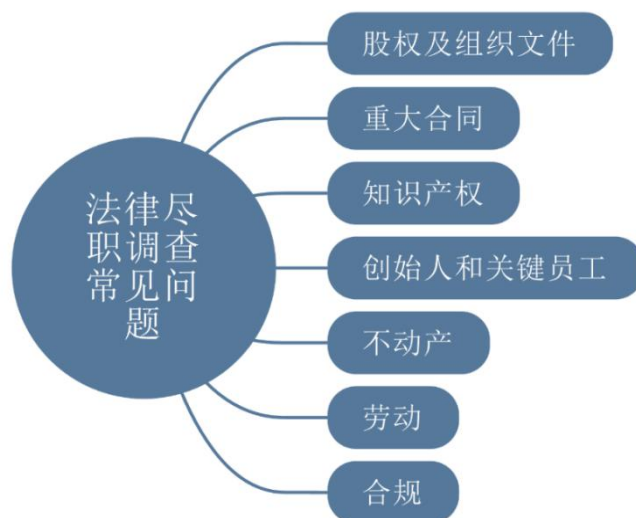 法律尽
职调查
常见问
题
股权及组织文件
重大合同
知识产权
创始人和关键员工
不动产
劳动
合规